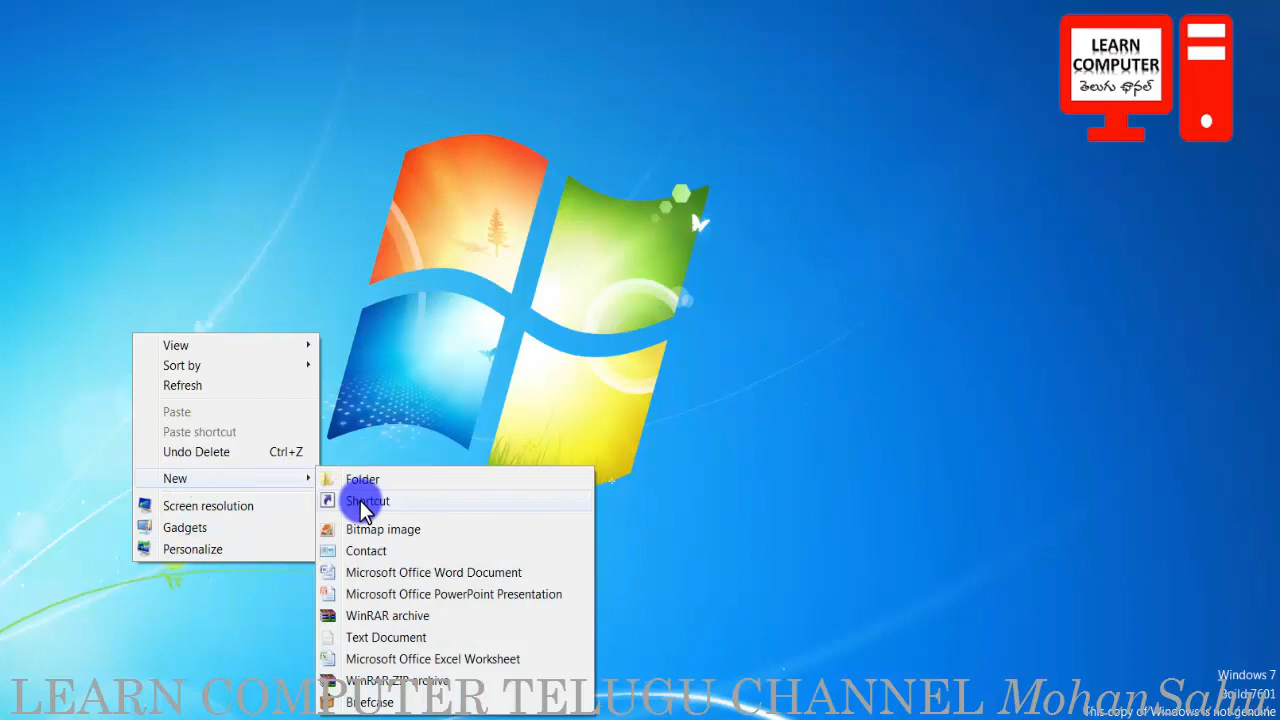 LEARN
COMPUTER
తెలుగు ఛానల్
View
Sort by
Refresh
Paste
Paste shortcut
Undo Delete Ctrl+Z
New
Screen resolution
Gadgets
Personalize
Folder
Shortcut
Bitmap image
Contact
Microsoft Office Word Document
Microsoft Office PowerPoint Presentation
WinRAR archive
Text Document
Microsoft Office Excel Worksheet
WinRAR ZIP archive
Briefcase
Windows 7
Build 7601
This copy of Windows is not genuine
LEARN COMPUTER TELUGU CHANNEL